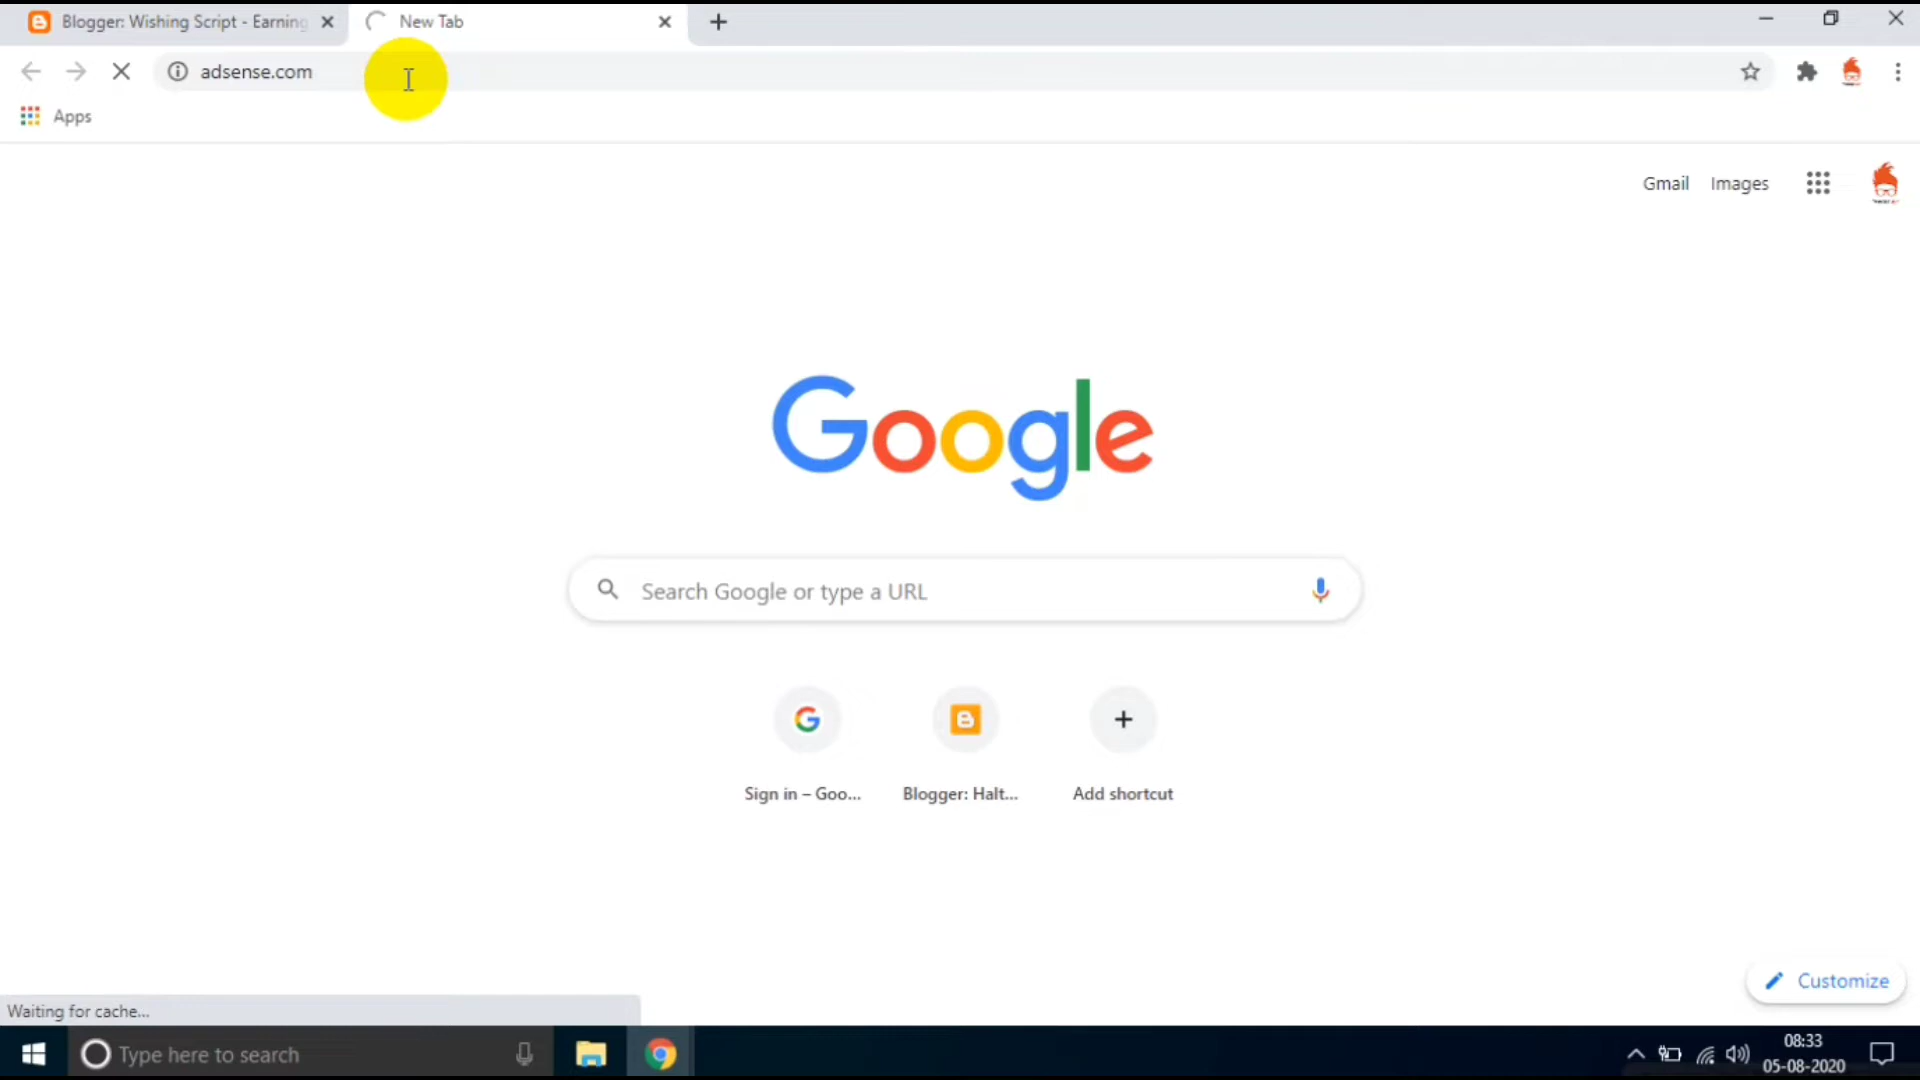 Blogger: Wishing Script - Earning
New Tab
adsense.com
Apps
Gmail
Images
Google
Search Google or type a URL
Sign in – Goo...
Blogger: Halt...
Add shortcut
Customize
Waiting for cache...
Type here to search
08:33
05-08-2020